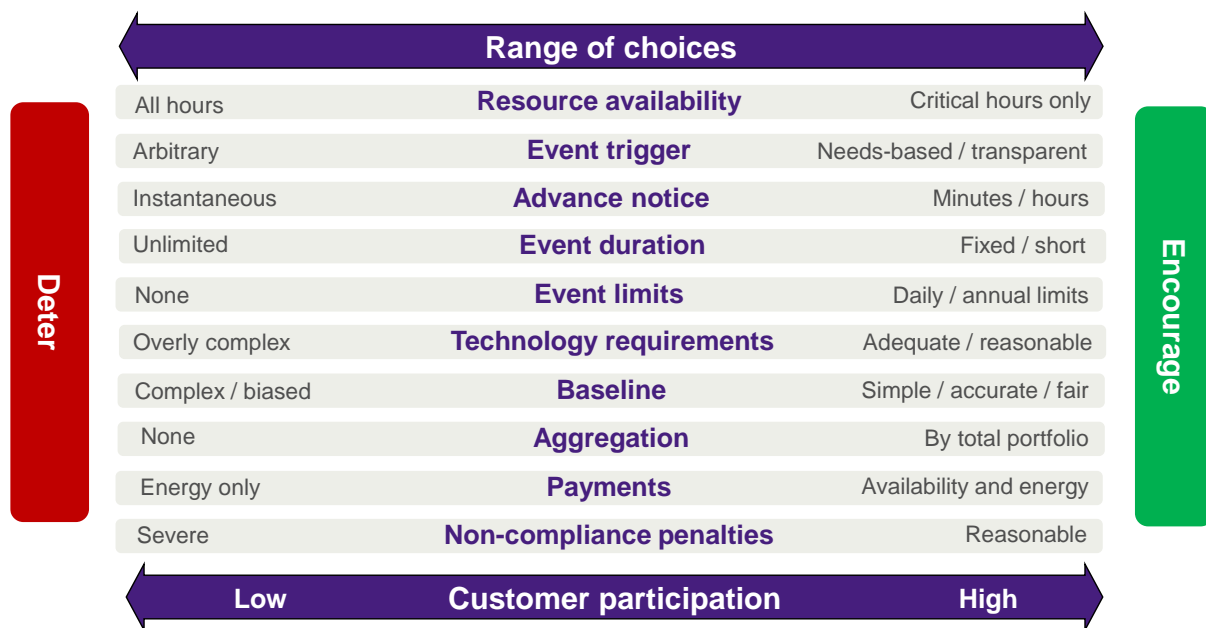 Range of choices
All hours Resource availability Critical hours only
Arbitrary Event trigger Needs-based / transparent
Instantaneous Advance notice Minutes / hours
Unlimited Event duration Fixed / short
None Event limits Daily / annual limits
Overly complex Technology requirements Adequate / reasonable
Complex / biased Baseline Simple / accurate / fair
None Aggregation By total portfolio
Energy only Payments Availability and energy
Severe Non-compliance penalties Reasonable
Low Customer participation High
Deter
Encourage